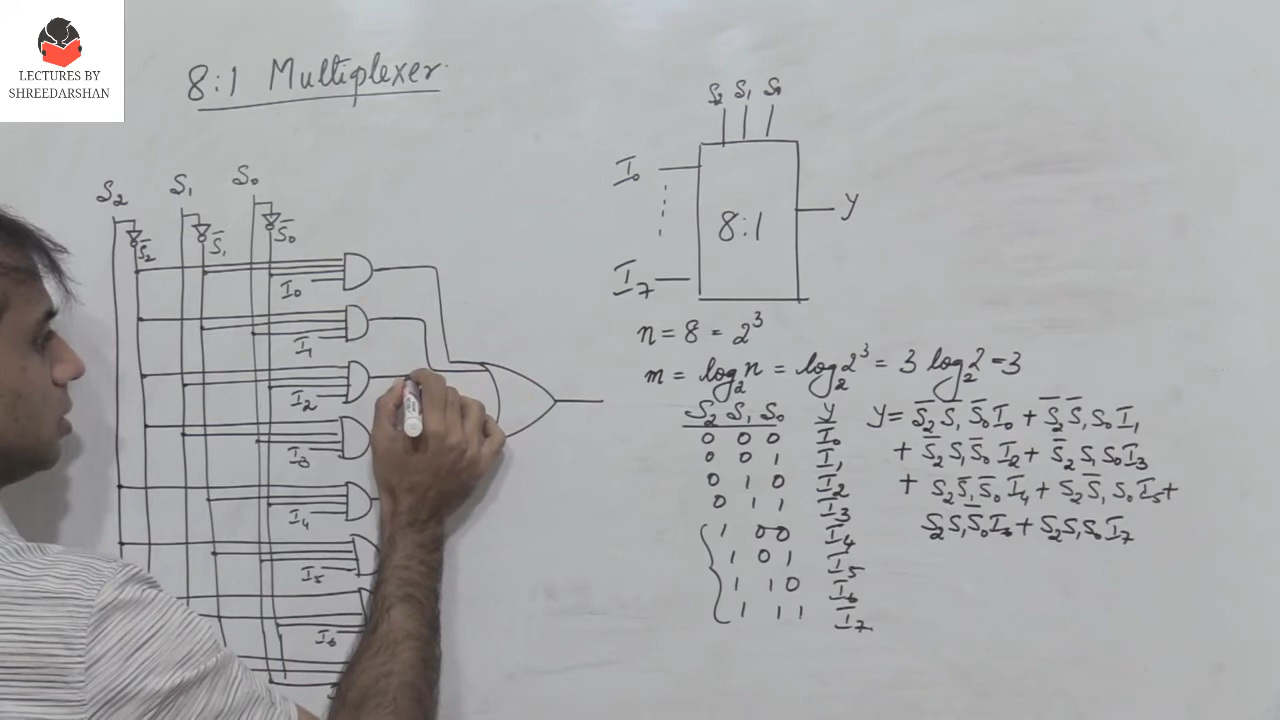 LECTURES BY
SHREEDARSHAN
8:1 Multiplexer
S₂ S₁ S₀
S̅₂ S̅₁ S̅₀
I₀
I₁
I₂
I₃
I₄
I₅
I₆
S₂ S₁ S₀
I₀
8:1
Y
I₇
n = 8 = 2³
m = log₂n = log₂2³ = 3 log₂2 = 3
S₂ S₁ S₀ Y
0 0 0 I₀
0 0 1 I₁
0 1 0 I₂
0 1 1 I₃
1 0 0 I₄
1 0 1 I₅
1 1 0 I₆
1 1 1 I₇
Y = S̅₂ S̅₁ S̅₀ I₀ + S̅₂ S̅₁ S₀ I₁
+ S̅₂ S₁ S̅₀ I₂ + S̅₂ S₁ S₀ I₃
+ S₂ S̅₁ S̅₀ I₄ + S₂ S̅₁ S₀ I₅ +
S₂ S₁ S̅₀ I₆ + S₂ S₁ S₀ I₇